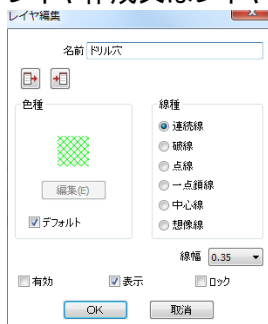 レイヤ編集
名前 ドリル穴
色種
線種
連続線
破線
点線
一点鎖線
中心線
想像線
編集(E)
デフォルト
線幅 0.35
有効 表示 ロック
OK 取消